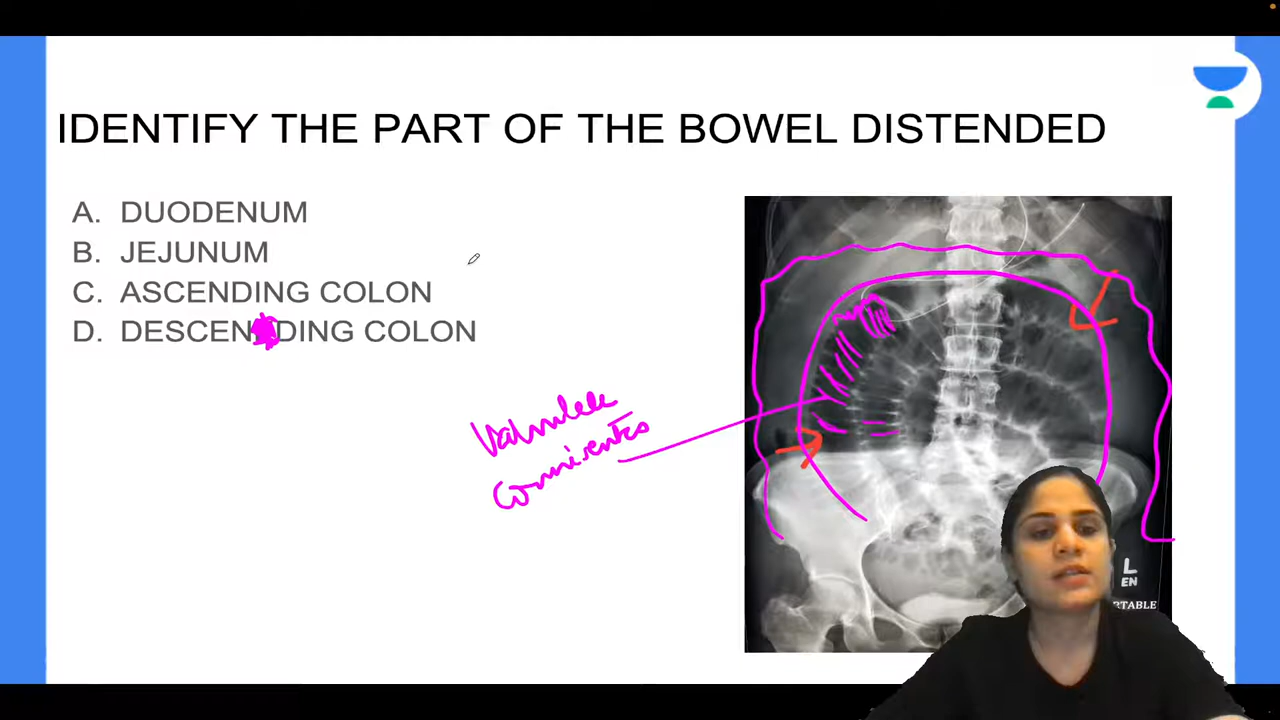 IDENTIFY THE PART OF THE BOWEL DISTENDED
A. DUODENUM
B. JEJUNUM
C. ASCENDING COLON
D. DESCENDING COLON
Valvulae
conniventes
L
EN
RTABLE